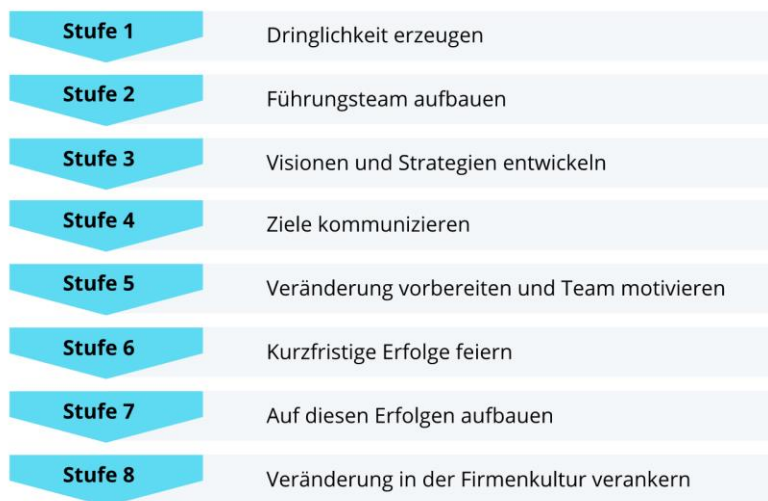 Stufe 1
Dringlichkeit erzeugen
Stufe 2
Führungsteam aufbauen
Stufe 3
Visionen und Strategien entwickeln
Stufe 4
Ziele kommunizieren
Stufe 5
Veränderung vorbereiten und Team motivieren
Stufe 6
Kurzfristige Erfolge feiern
Stufe 7
Auf diesen Erfolgen aufbauen
Stufe 8
Veränderung in der Firmenkultur verankern